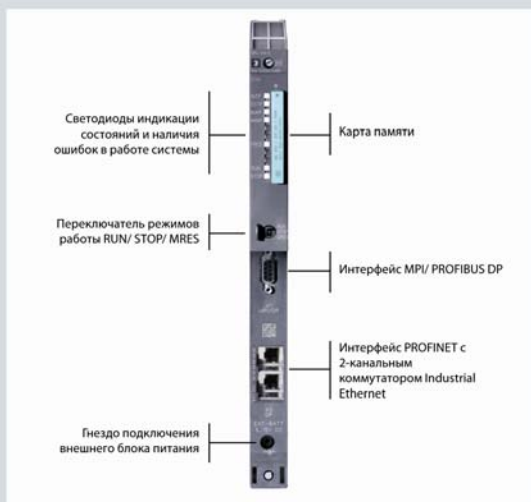 Светодиоды индикации
состояний и наличия
ошибок в работе системы
Карта памяти
Переключатель режимов
работы RUN/ STOP/ MRES
Интерфейс MPI/ PROFIBUS DP
Интерфейс PROFINET с
2-канальным
коммутатором Industrial
Ethernet
Гнездо подключения
внешнего блока питания